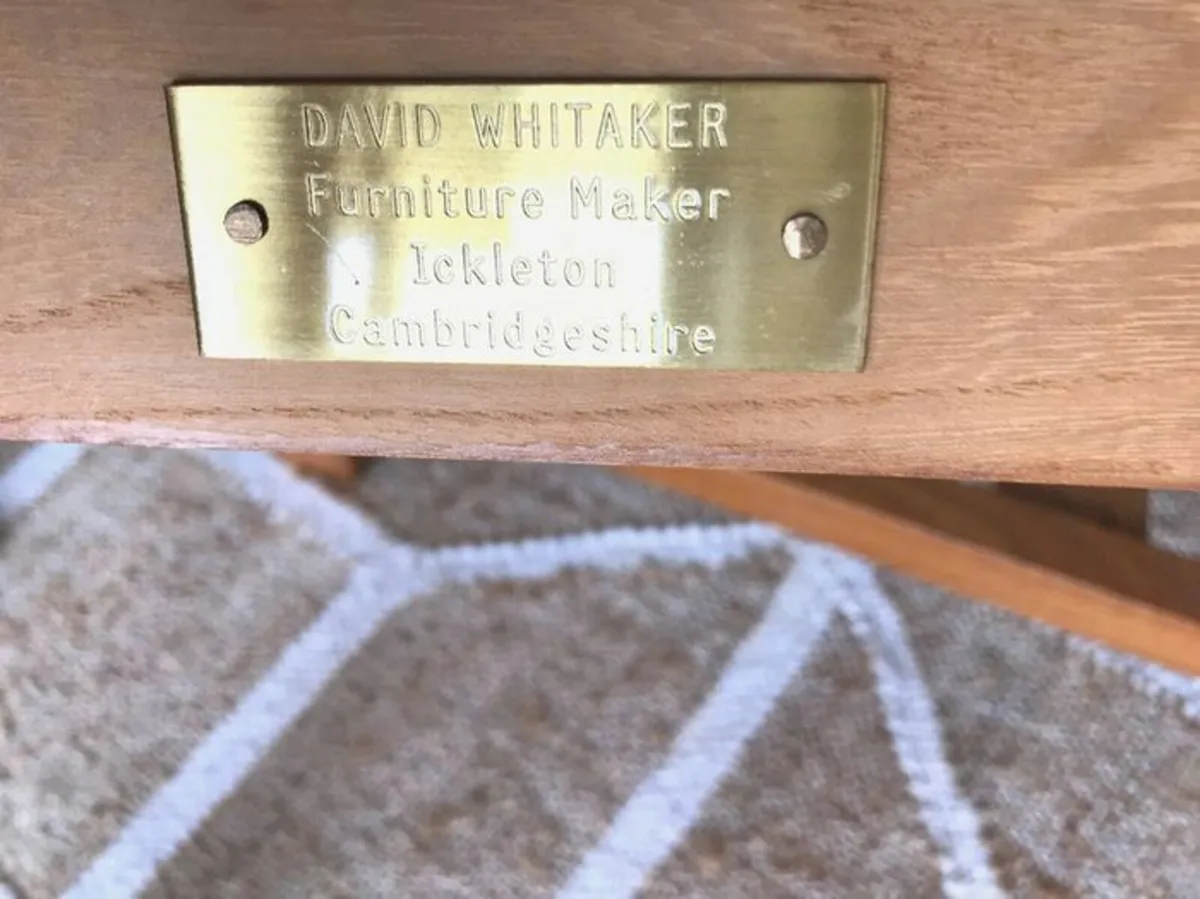 DAVID WHITAKER
Furniture Maker
Ickleton
Cambridgeshire